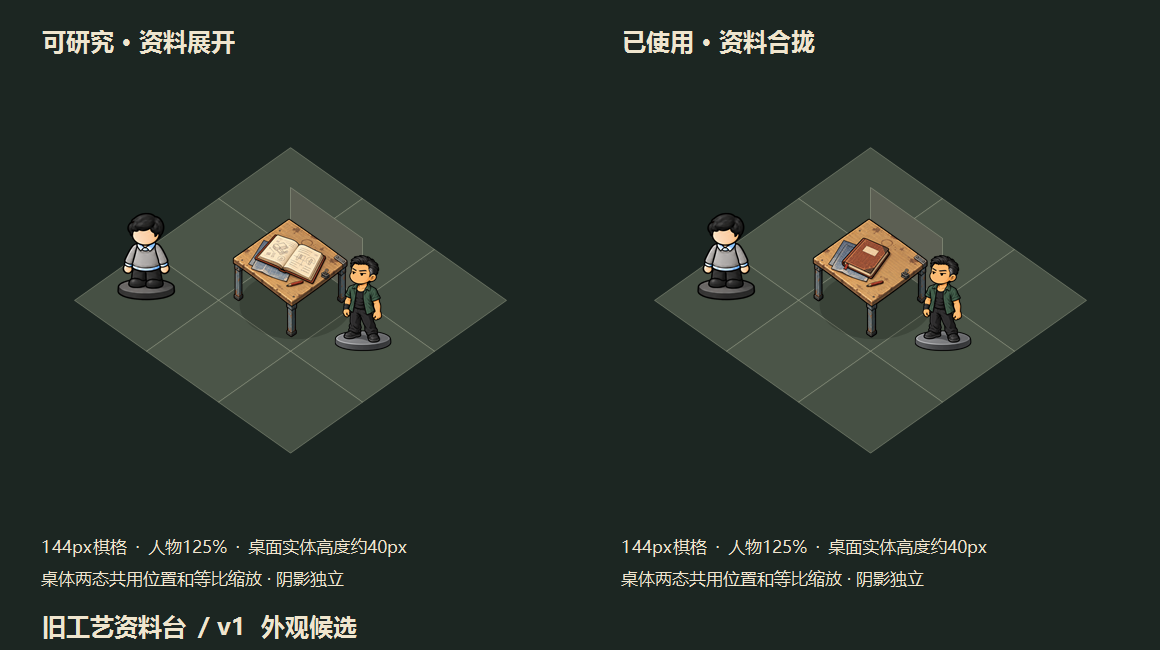 可研究 · 资料展开
已使用 · 资料合拢
144px棋格 · 人物125% · 桌面实体高度约40px
桌体两态共用位置和等比缩放 · 阴影独立
144px棋格 · 人物125% · 桌面实体高度约40px
桌体两态共用位置和等比缩放 · 阴影独立
旧工艺资料台 / v1 外观候选